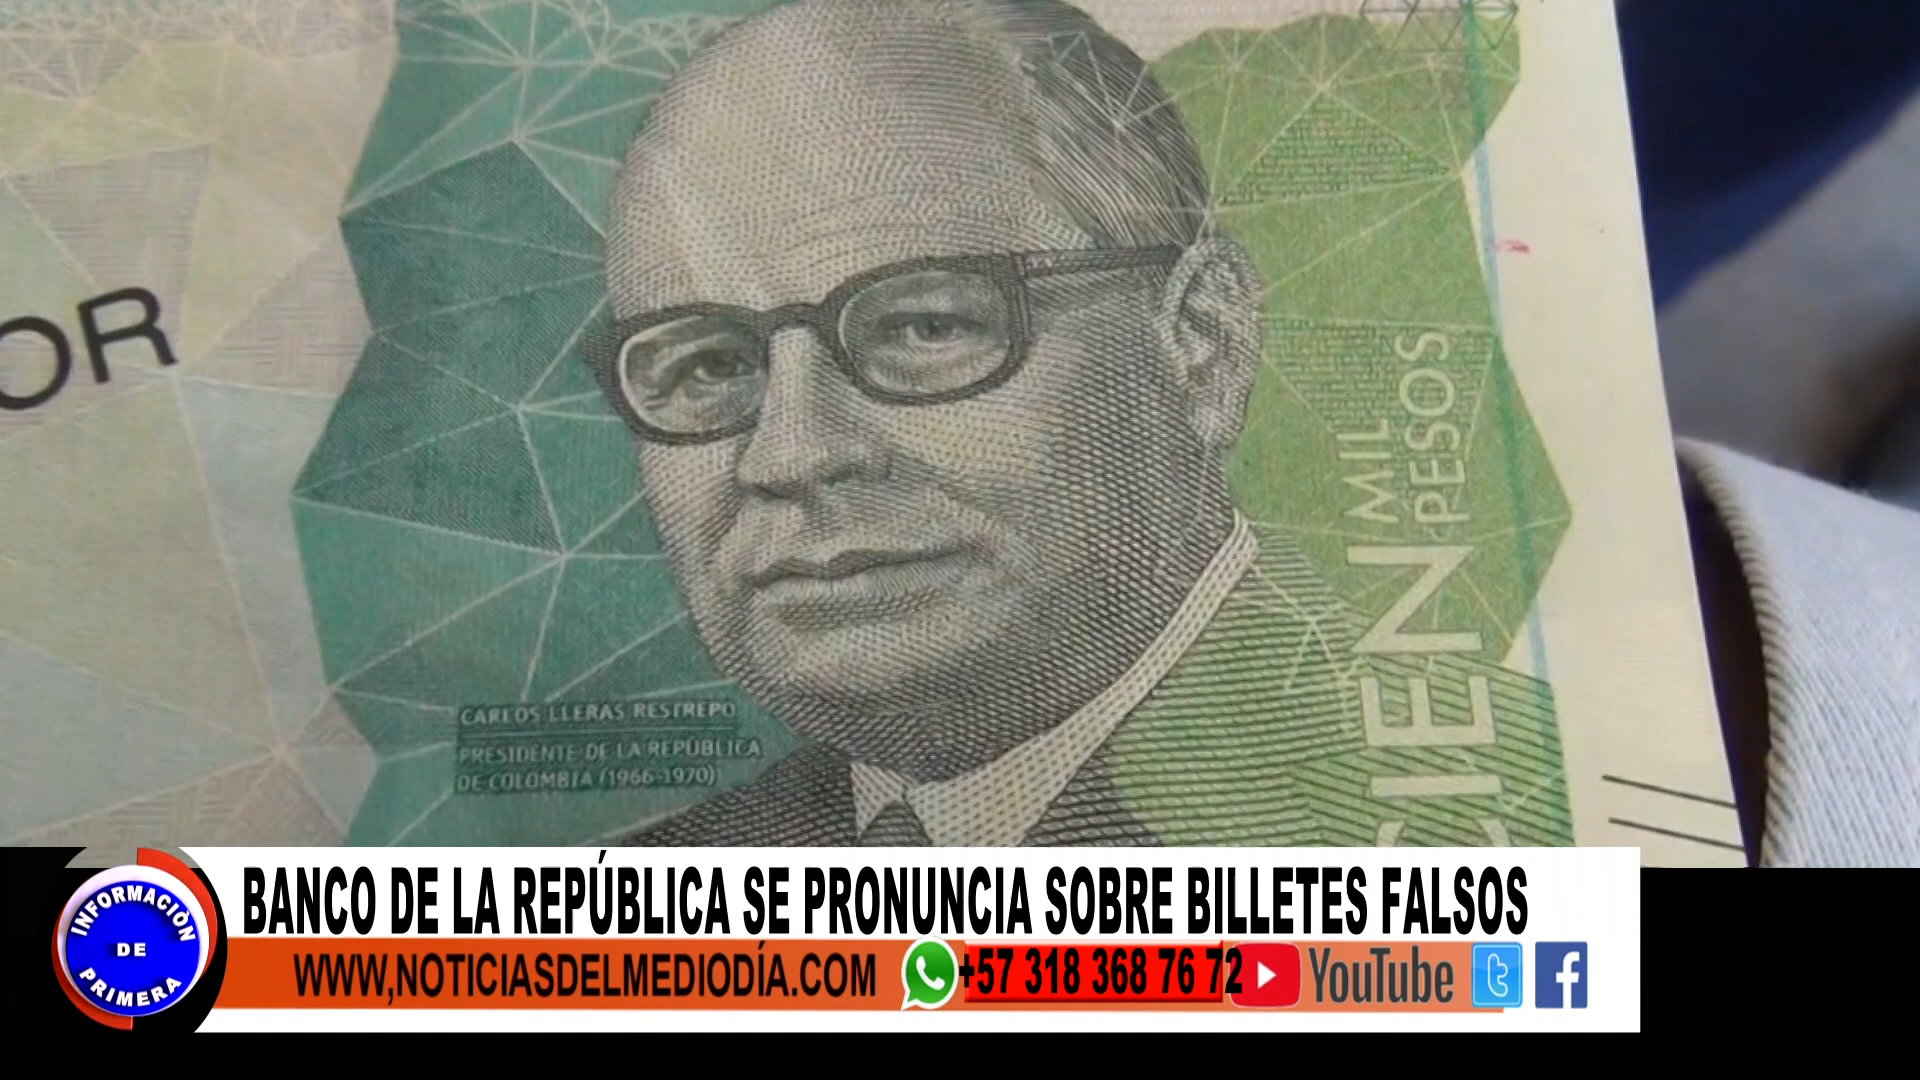 OR
MIL
PESOS
CIEN
CARLOS LLERAS RESTREPO
PRESIDENTE DE LA REPÚBLICA
DE COLOMBIA (1966-1970)
INFORMACIÒN
DE
PRIMERA
BANCO DE LA REPÚBLICA SE PRONUNCIA SOBRE BILLETES FALSOS
WWW,NOTICIASDELMEDIODÍA.COM
+57 318 368 76 72
YouTube